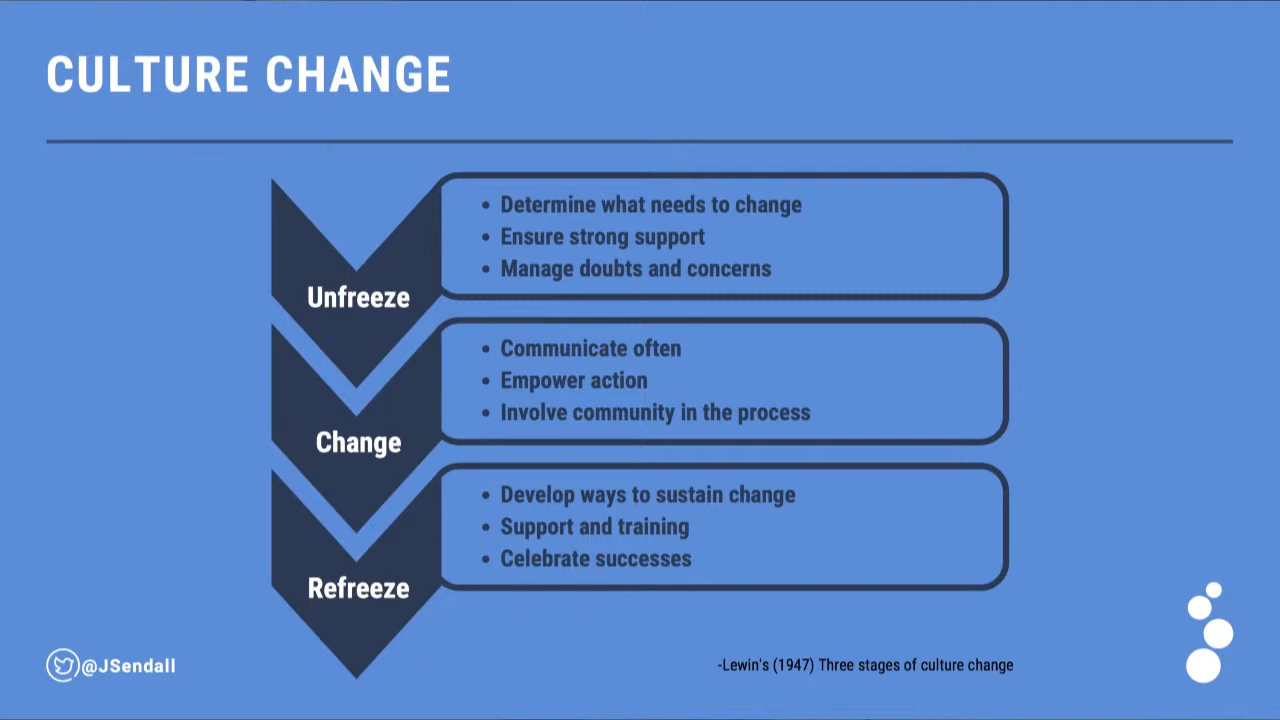 CULTURE CHANGE
Unfreeze
• Determine what needs to change
• Ensure strong support
• Manage doubts and concerns
Change
• Communicate often
• Empower action
• Involve community in the process
Refreeze
• Develop ways to sustain change
• Support and training
• Celebrate successes
@JSendall
-Lewin's (1947) Three stages of culture change